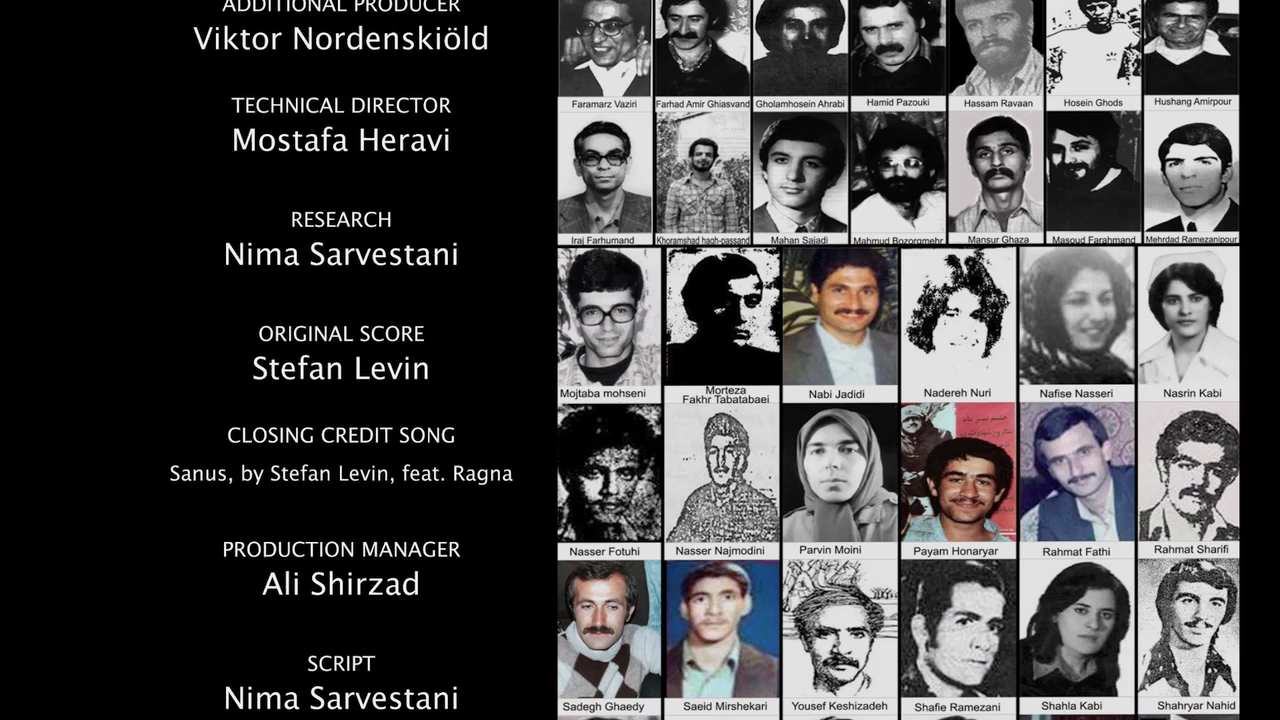 ADDITIONAL PRODUCER
Viktor Nordenskiöld
TECHNICAL DIRECTOR
Mostafa Heravi
RESEARCH
Nima Sarvestani
ORIGINAL SCORE
Stefan Levin
CLOSING CREDIT SONG
Sanus, by Stefan Levin, feat. Ragna
PRODUCTION MANAGER
Ali Shirzad
SCRIPT
Nima Sarvestani
Faramarz Vaziri
Farhad Amir Ghiasvand
Gholamhosein Ahrabi
Hamid Pazouki
Hassam Ravaan
Hosein Ghods
Hushang Amirpour
Iraj Farhumand
Khoramshad hagh-passand
Mahan Sajadi
Mahmud Bozorgmehr
Mansur Ghaza
Masoud Farahmand
Mehrdad Ramezanipour
Mojtaba mohseni
Morteza
Fakhr Tabatabaei
Nabi Jadidi
Nadereh Nuri
Nafise Nasseri
Nasrin Kabi
Nasser Fotuhi
Nasser Najmodini
Parvin Moini
Payam Honaryar
Rahmat Fathi
Rahmat Sharifi
Sadegh Ghaedy
Saeid Mirshekari
Yousef Keshizadeh
Shafie Ramezani
Shahla Kabi
Shahryar Nahid